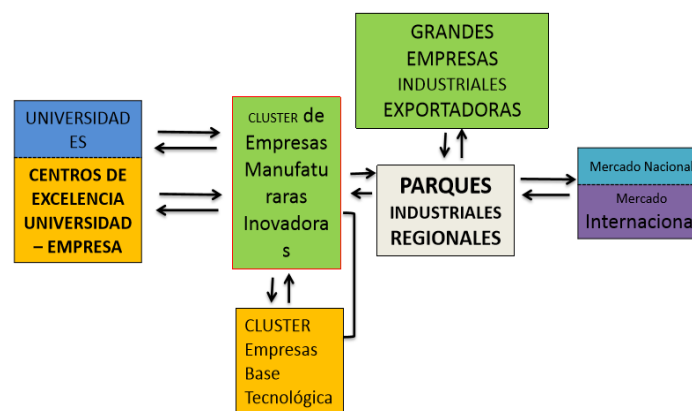 GRANDES
EMPRESAS
INDUSTRIALES
EXPORTADORAS
UNIVERSIDAD
ES
CENTROS DE
EXCELENCIA
UNIVERSIDAD
– EMPRESA
CLUSTER de
Empresas
Manufatu
raras
Inovadora
s
PARQUES
INDUSTRIALES
REGIONALES
Mercado Nacional
Mercado
Internacional
CLUSTER
Empresas
Base
Tecnológica